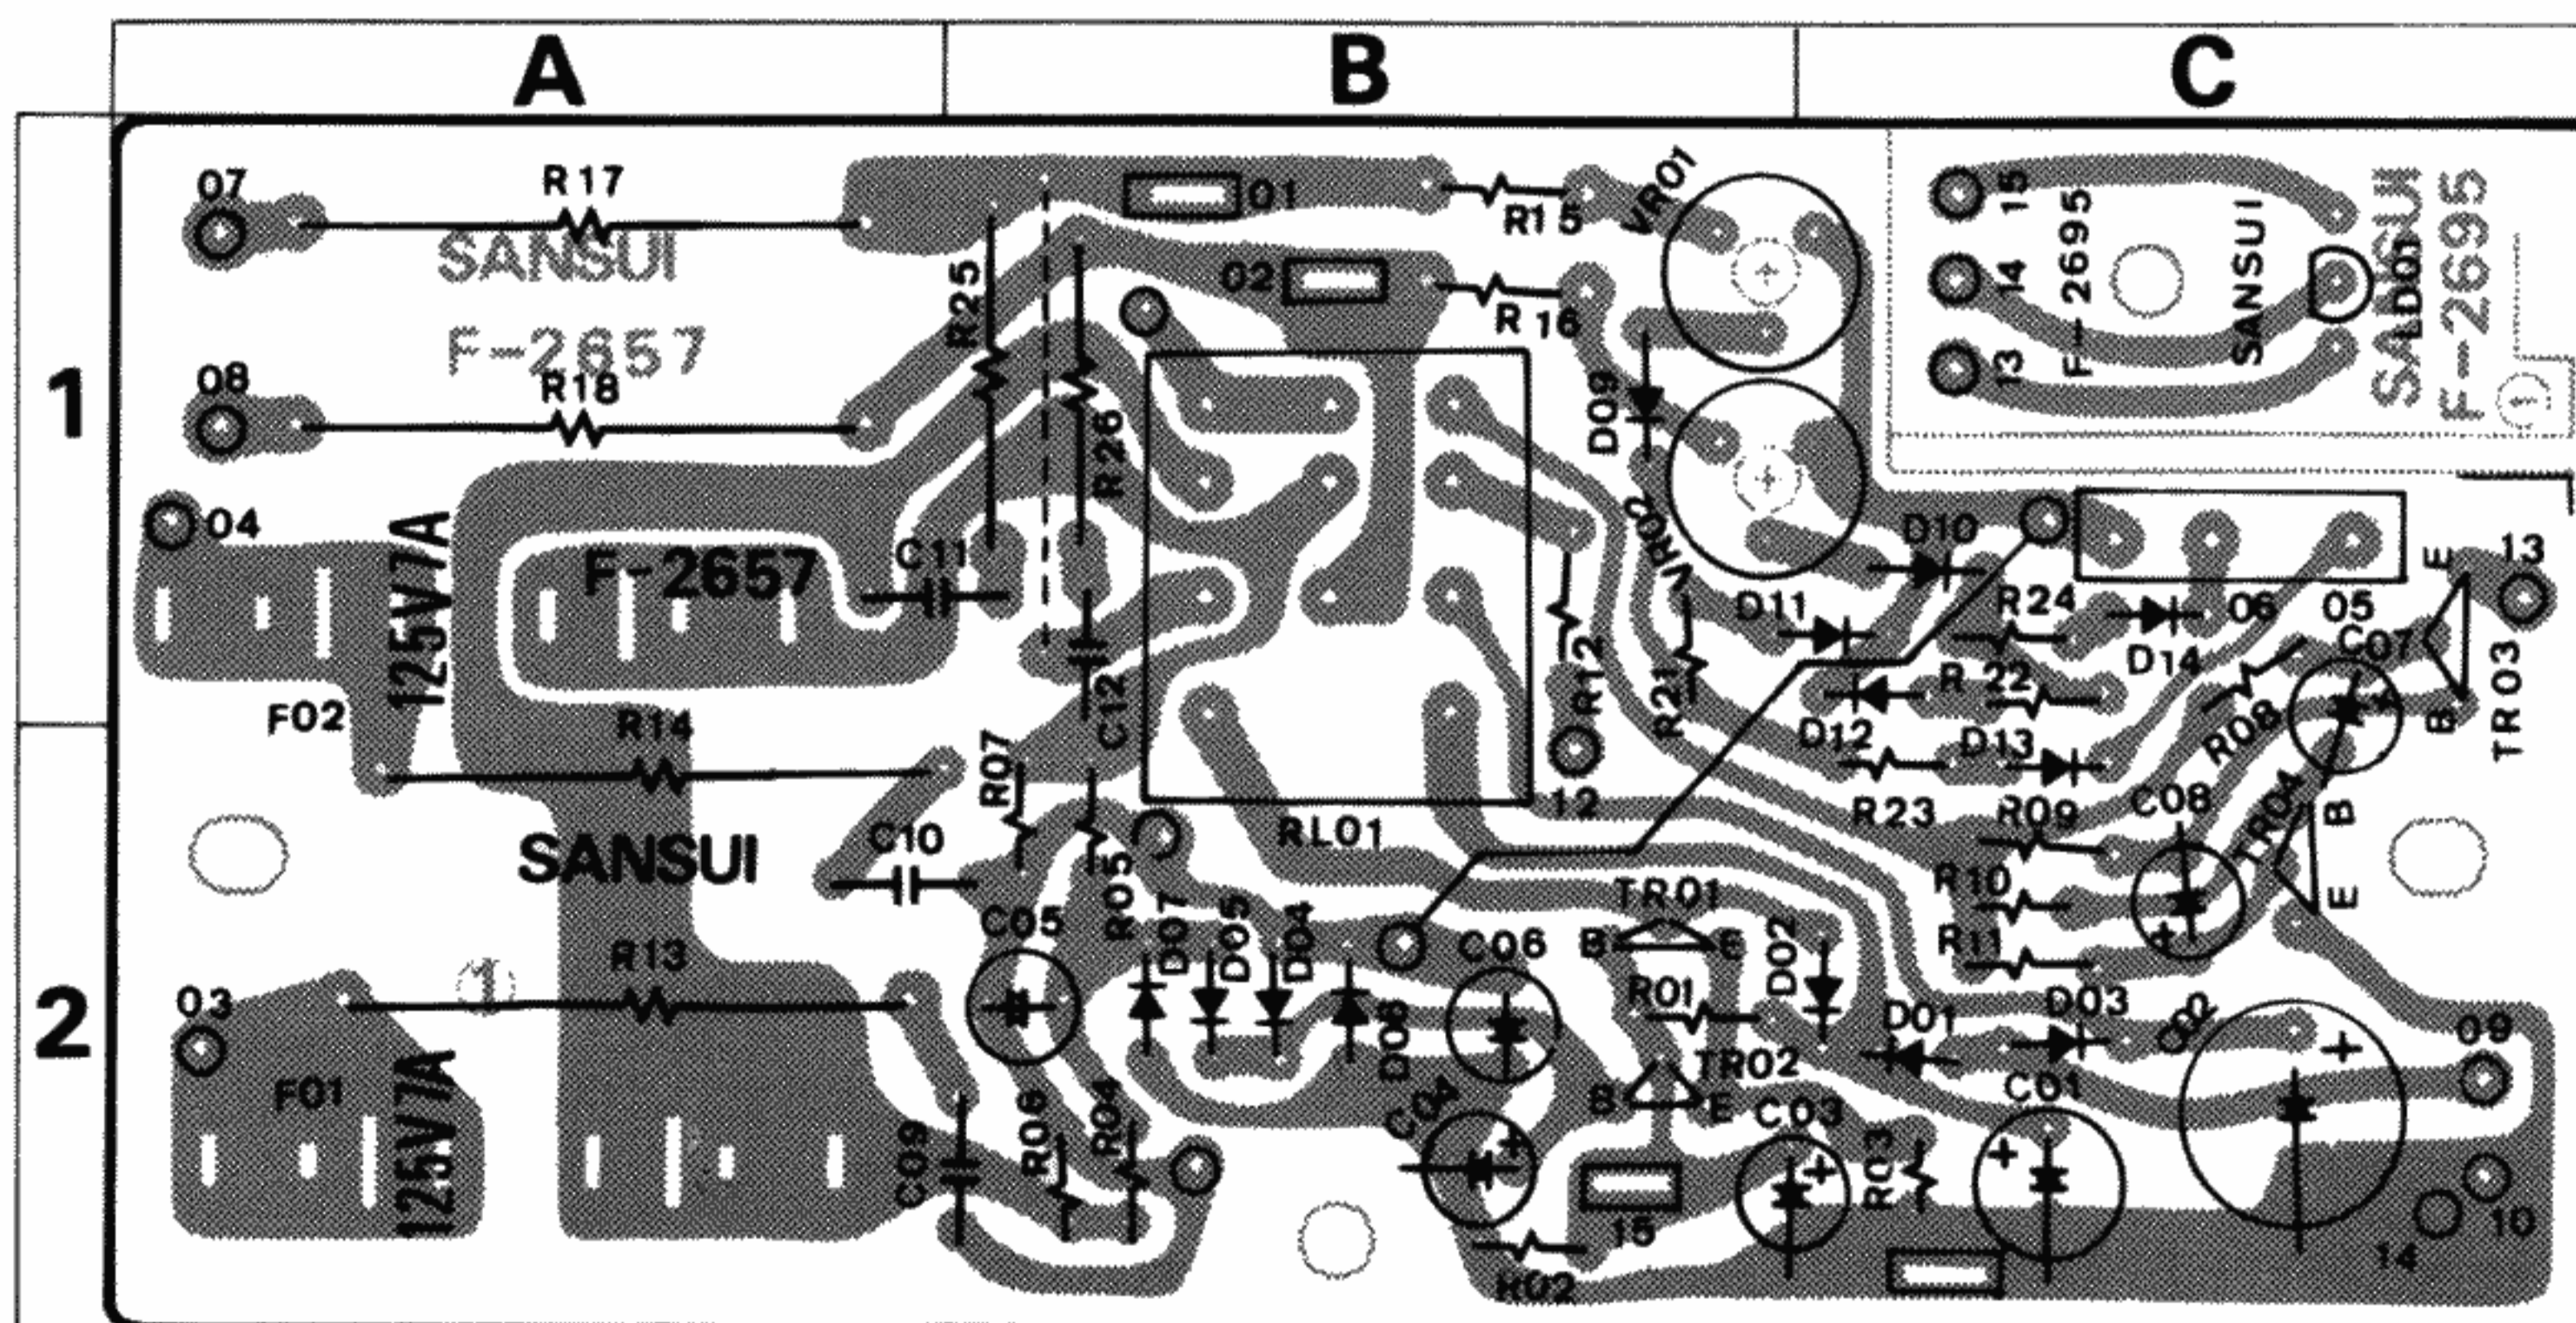 A B C
1
2
07
R17
SANSUI
F-2657
08
R18
04
125V7A
F-2657
F02
R14
SANSUI
R13
1
03
F01
125V7A
01
02
R25
R26
C11
C12
R07
R05
C10
C05
C09
R06
R04
R15
R16
VR01
D09
VR02
R12
R21
12
RL01
D07
D05
D04
D06
C06
C04
TR01
B
E
R01
TR02
B
E
C03
15
R02
D02
15
14
13
F-2695
SANSUI
LD01
SANSUI
F-2695
1
D10
D11
R24
D14
06
05
R22
D12
D13
R23
R09
R10
R11
C08
R08
C07
E
B
TR03
13
TR04
B
E
D01
D03
C02
+
C01
+
R03
+
+
+
+
09
10
14